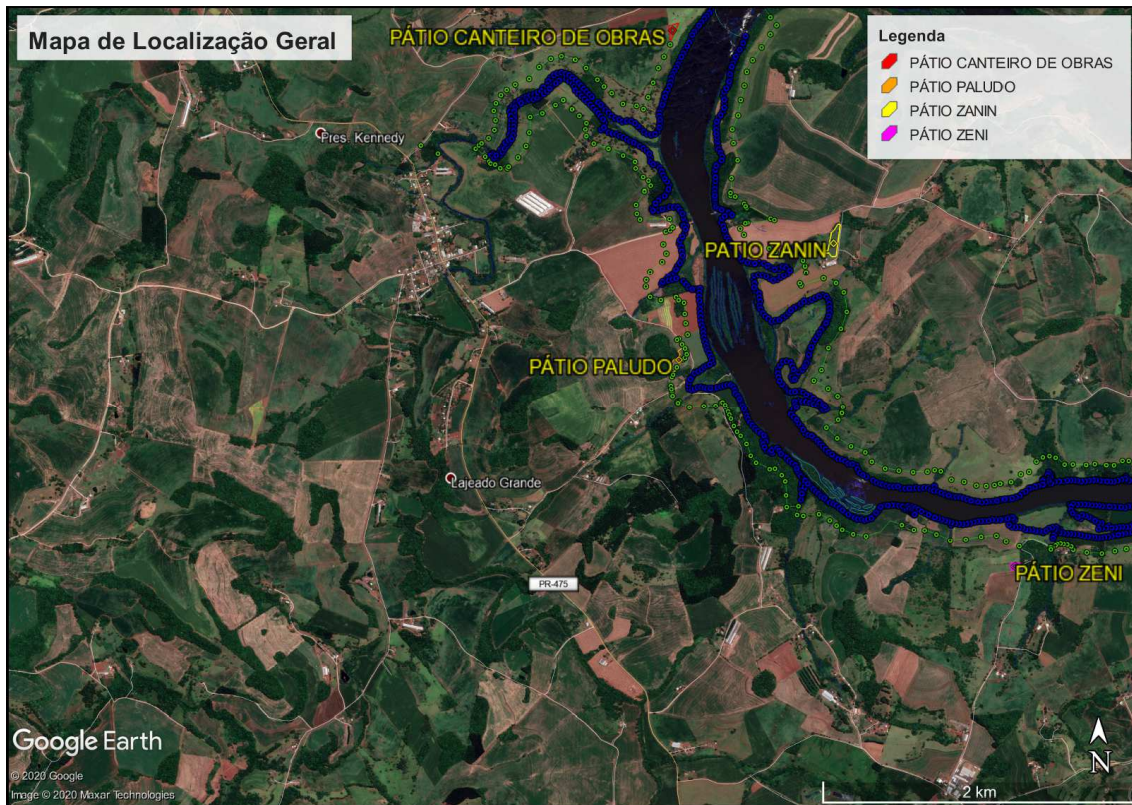 Mapa de Localização Geral
PÁTIO CANTEIRO DE OBRAS
Legenda
PÁTIO CANTEIRO DE OBRAS
PÁTIO PALUDO
PÁTIO ZANIN
PÁTIO ZENI
Pres. Kennedy
PATIO ZANIN
PÁTIO PALUDO
Lajeado Grande
PR-475
PÁTIO ZENI
Google Earth
© 2020 Google
Image © 2020 Maxar Technologies
N
2 km